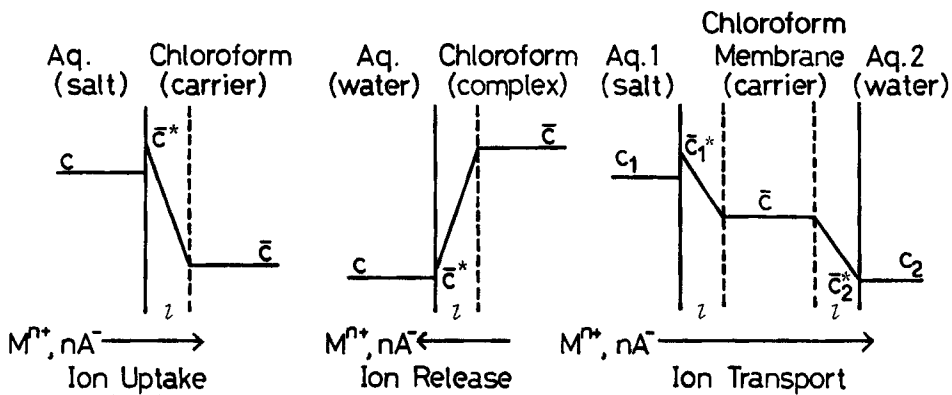 Aq. (salt)
Chloroform (carrier)
c
c̄*
c̄
l
Mⁿ⁺, nA⁻
Ion Uptake
Aq. (water)
Chloroform (complex)
c
c̄*
c̄
l
Mⁿ⁺, nA⁻
Ion Release
Aq.1 (salt)
Chloroform
Membrane
(carrier)
Aq.2 (water)
c₁
c̄₁*
c̄
c̄₂*
c₂
l
l
Mⁿ⁺, nA⁻
Ion Transport